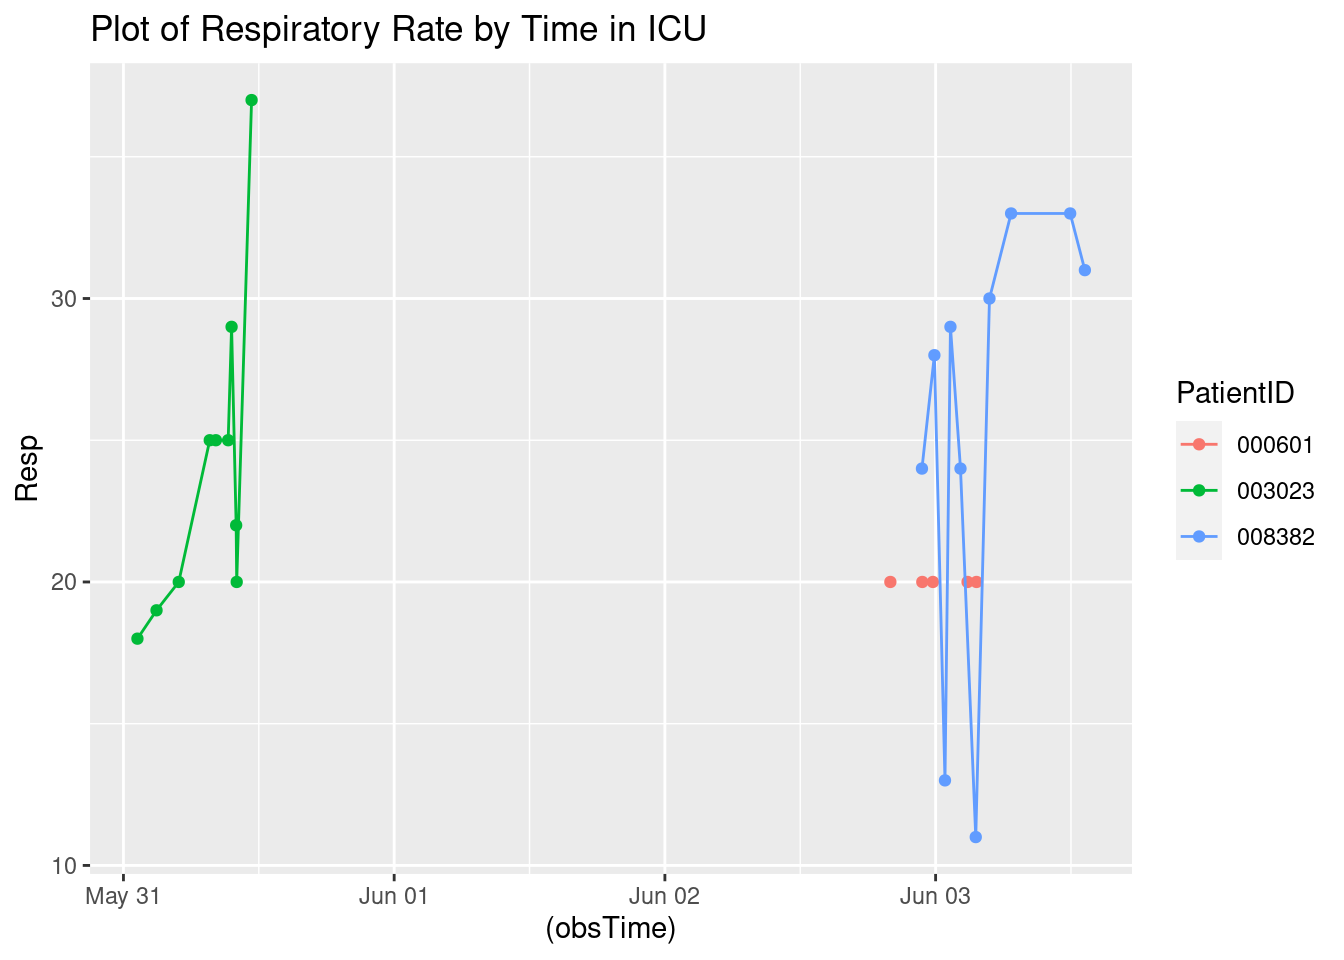 Plot of Respiratory Rate by Time in ICU
Resp
30
20
10
May 31
Jun 01
Jun 02
Jun 03
(obsTime)
PatientID
000601
003023
008382